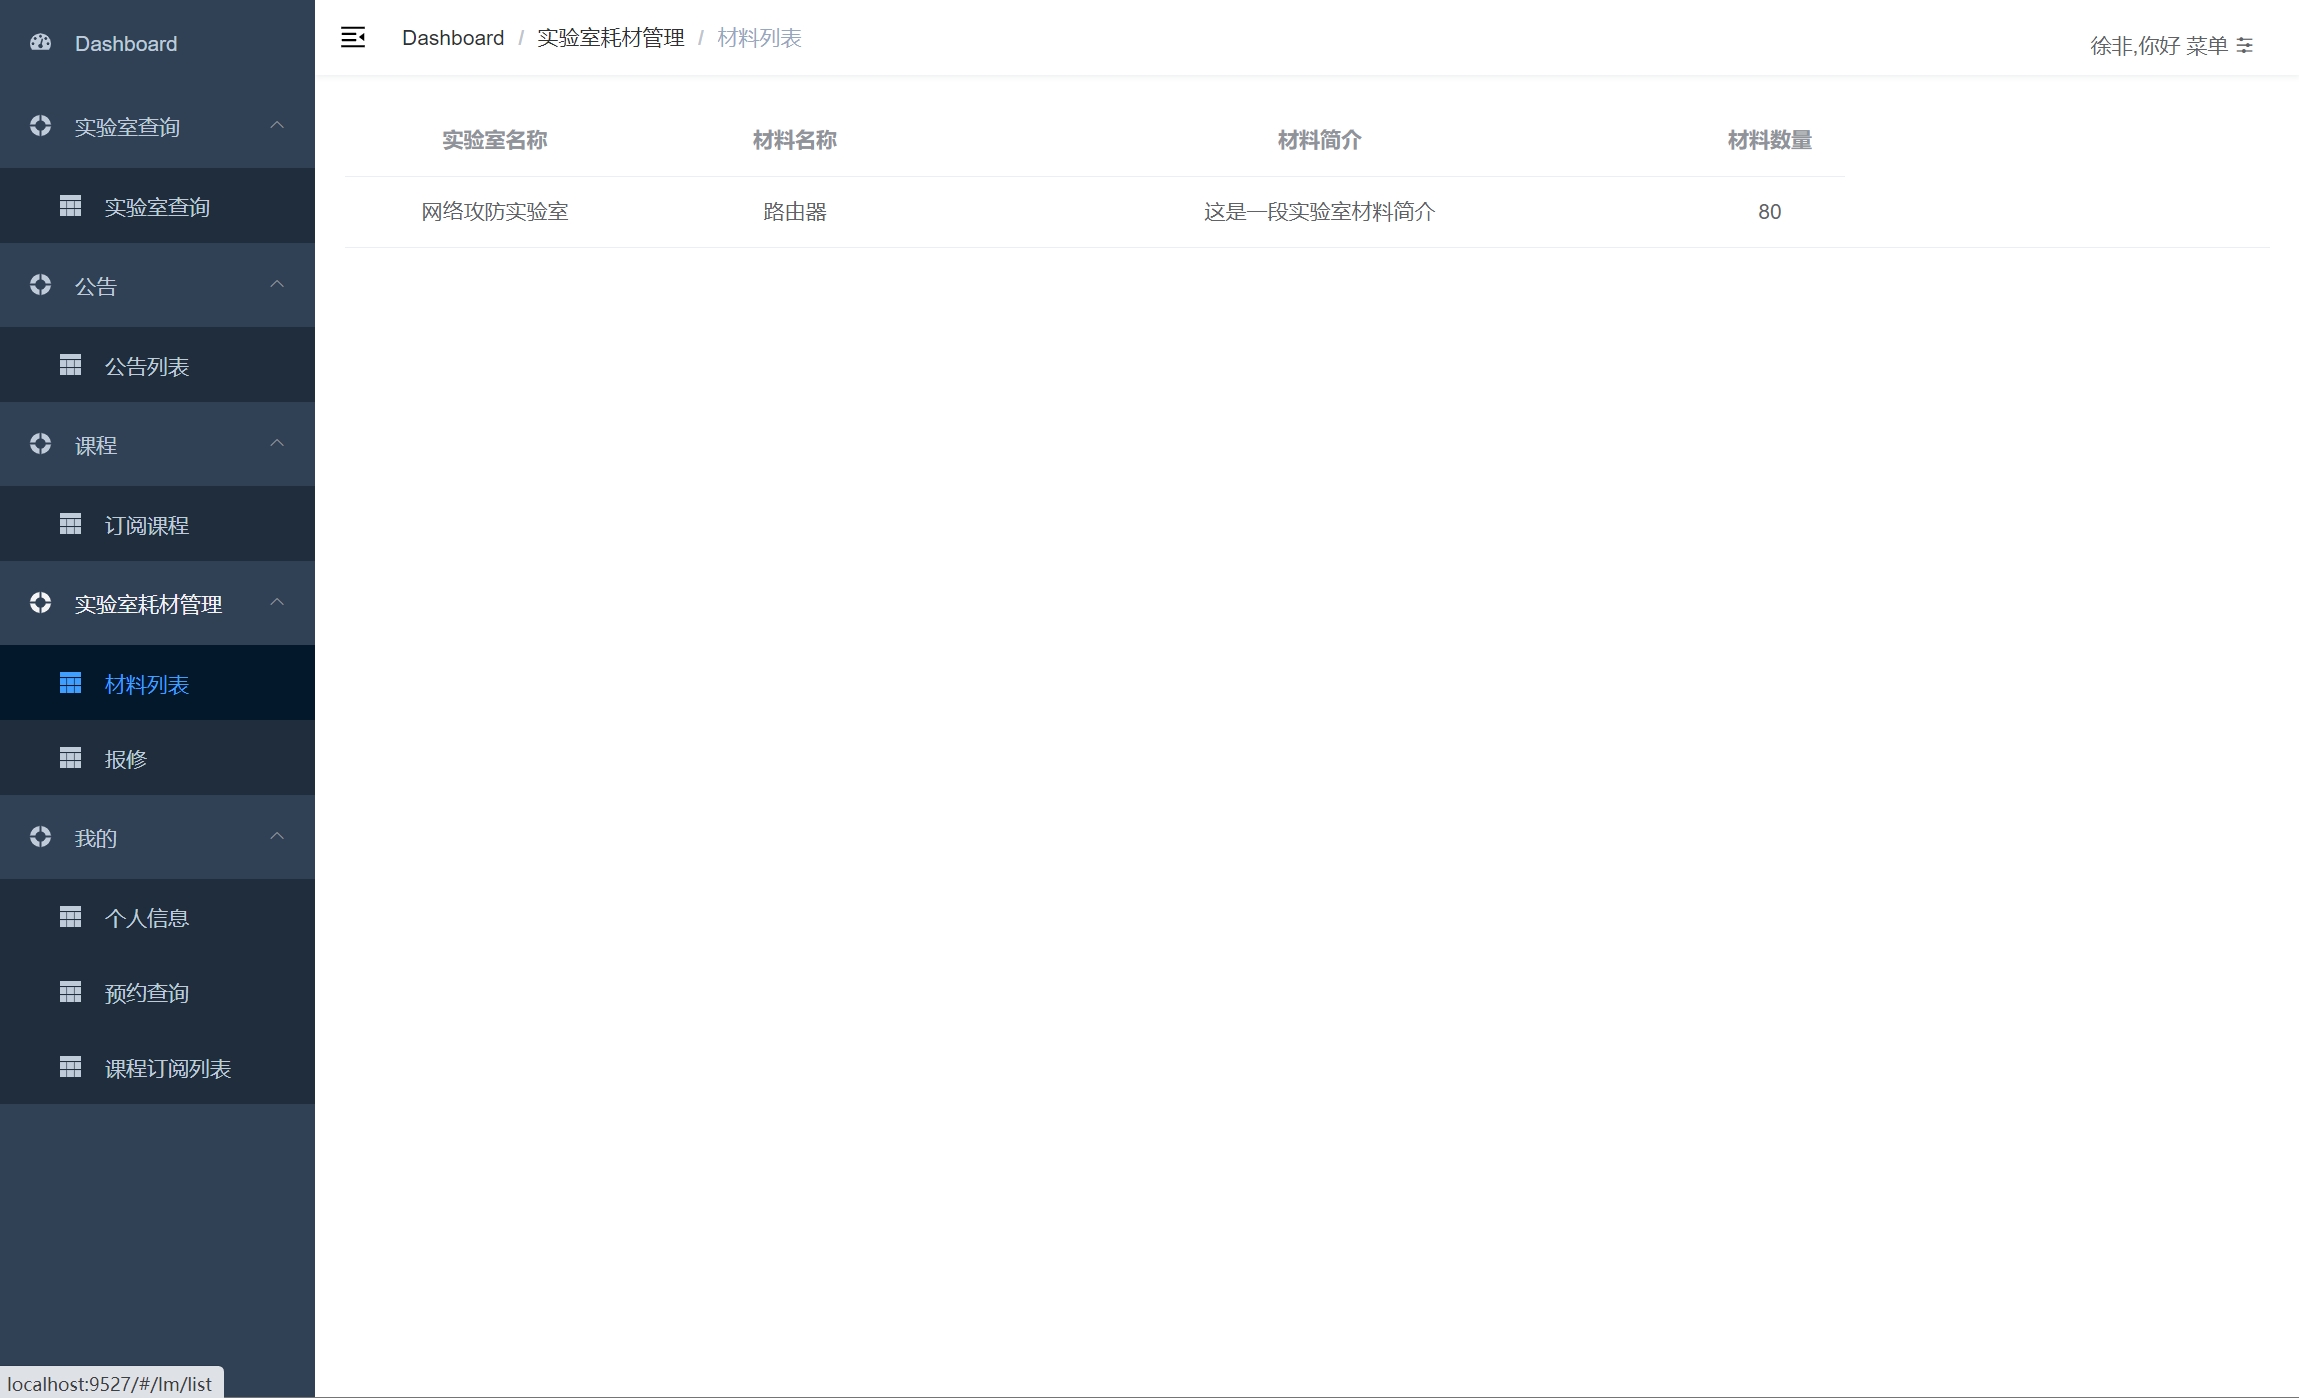 Dashboard
实验室查询
实验室查询
公告
公告列表
课程
订阅课程
实验室耗材管理
材料列表
报修
我的
个人信息
预约查询
课程订阅列表
Dashboard / 实验室耗材管理 / 材料列表
徐非,你好 菜单
实验室名称 材料名称 材料简介 材料数量
网络攻防实验室 路由器 这是一段实验室材料简介 80
localhost:9527/#/lm/list